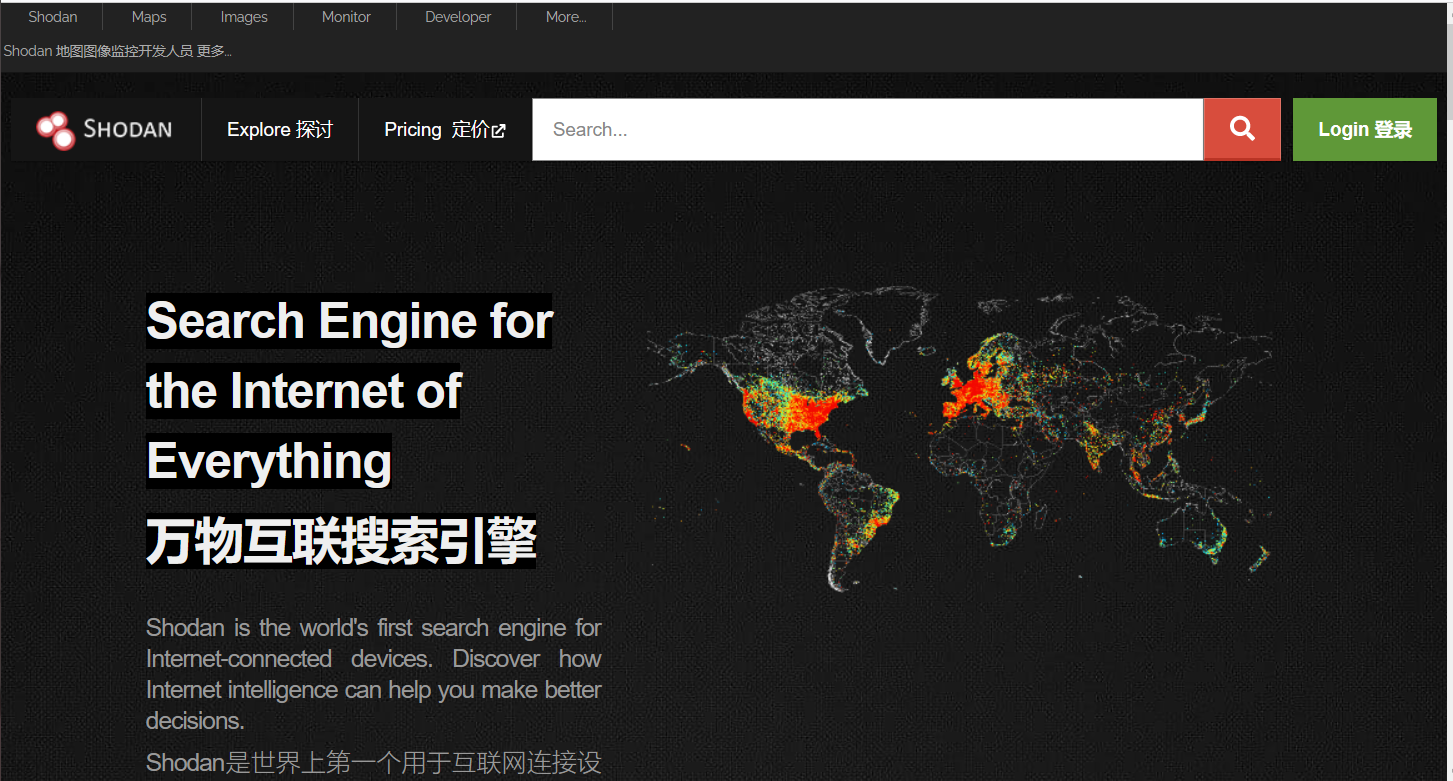 Shodan Maps Images Monitor Developer More...
Shodan 地图图像监控开发人员 更多...
SHODAN Explore 探讨 Pricing 定价 Search... Login 登录
Search Engine for
the Internet of
Everything
万物互联搜索引擎
Shodan is the world's first search engine for
Internet-connected devices. Discover how
Internet intelligence can help you make better
decisions.
Shodan是世界上第一个用于互联网连接设